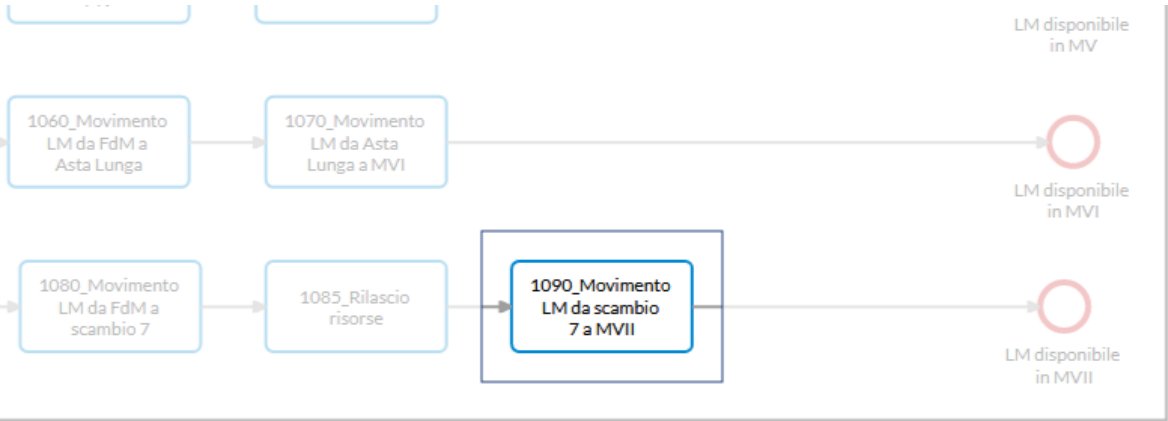 LM disponibile
in MV
1060_Movimento
LM da FdM a
Asta Lunga
1070_Movimento
LM da Asta
Lunga a MVI
LM disponibile
in MVI
1080_Movimento
LM da FdM a
scambio 7
1085_Rilascio
risorse
1090_Movimento
LM da scambio
7 a MVII
LM disponibile
in MVII